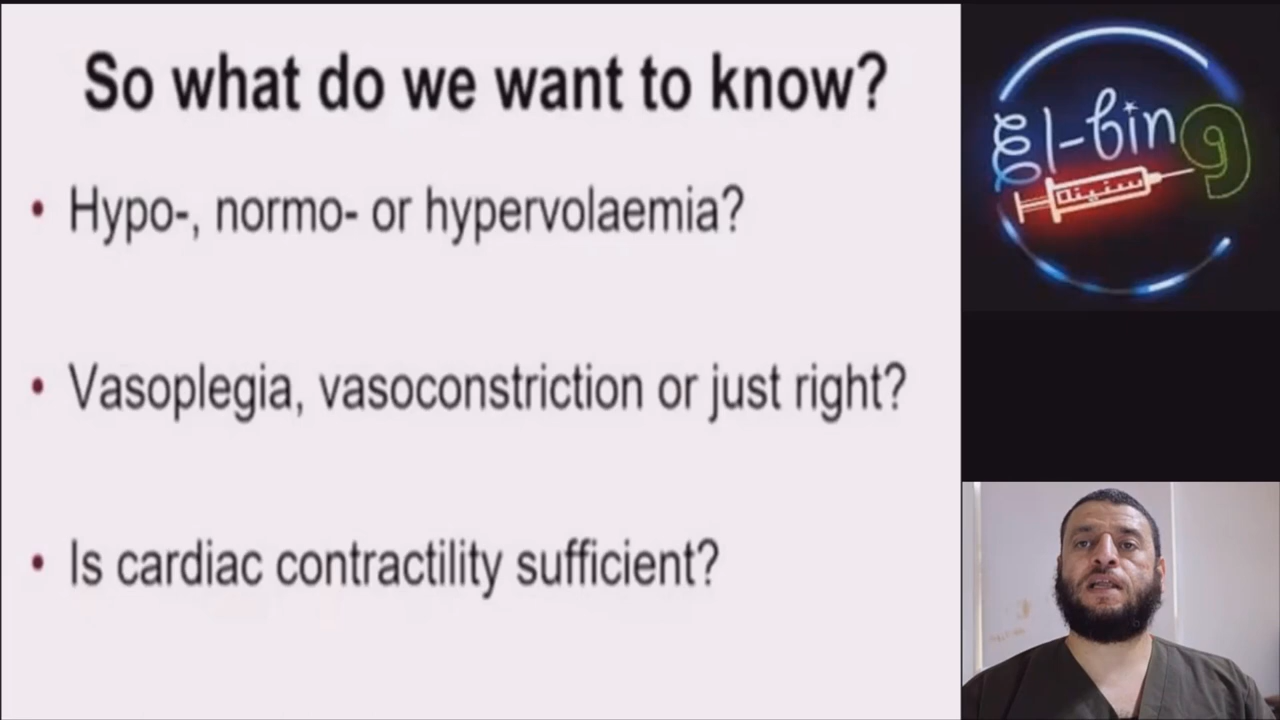 So what do we want to know?
• Hypo-, normo- or hypervolaemia?
• Vasoplegia, vasoconstriction or just right?
• Is cardiac contractility sufficient?
El-bing